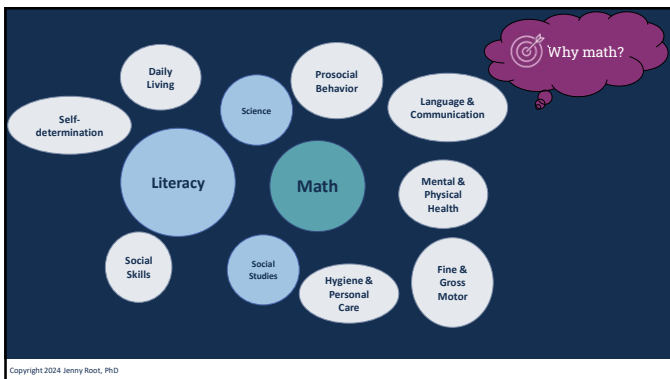 Why math?
Daily
Living
Prosocial
Behavior
Science
Language &
Communication
Self-
determination
Literacy
Math
Mental &
Physical
Health
Social
Skills
Social
Studies
Hygiene &
Personal
Care
Fine &
Gross
Motor
Copyright 2024 Jenny Root, PhD